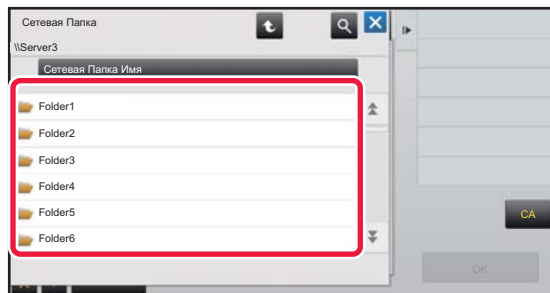 Сетевая Папка
\\Server3
Сетевая Папка Имя
Folder1
Folder2
Folder3
Folder4
Folder5
Folder6
CA
OK